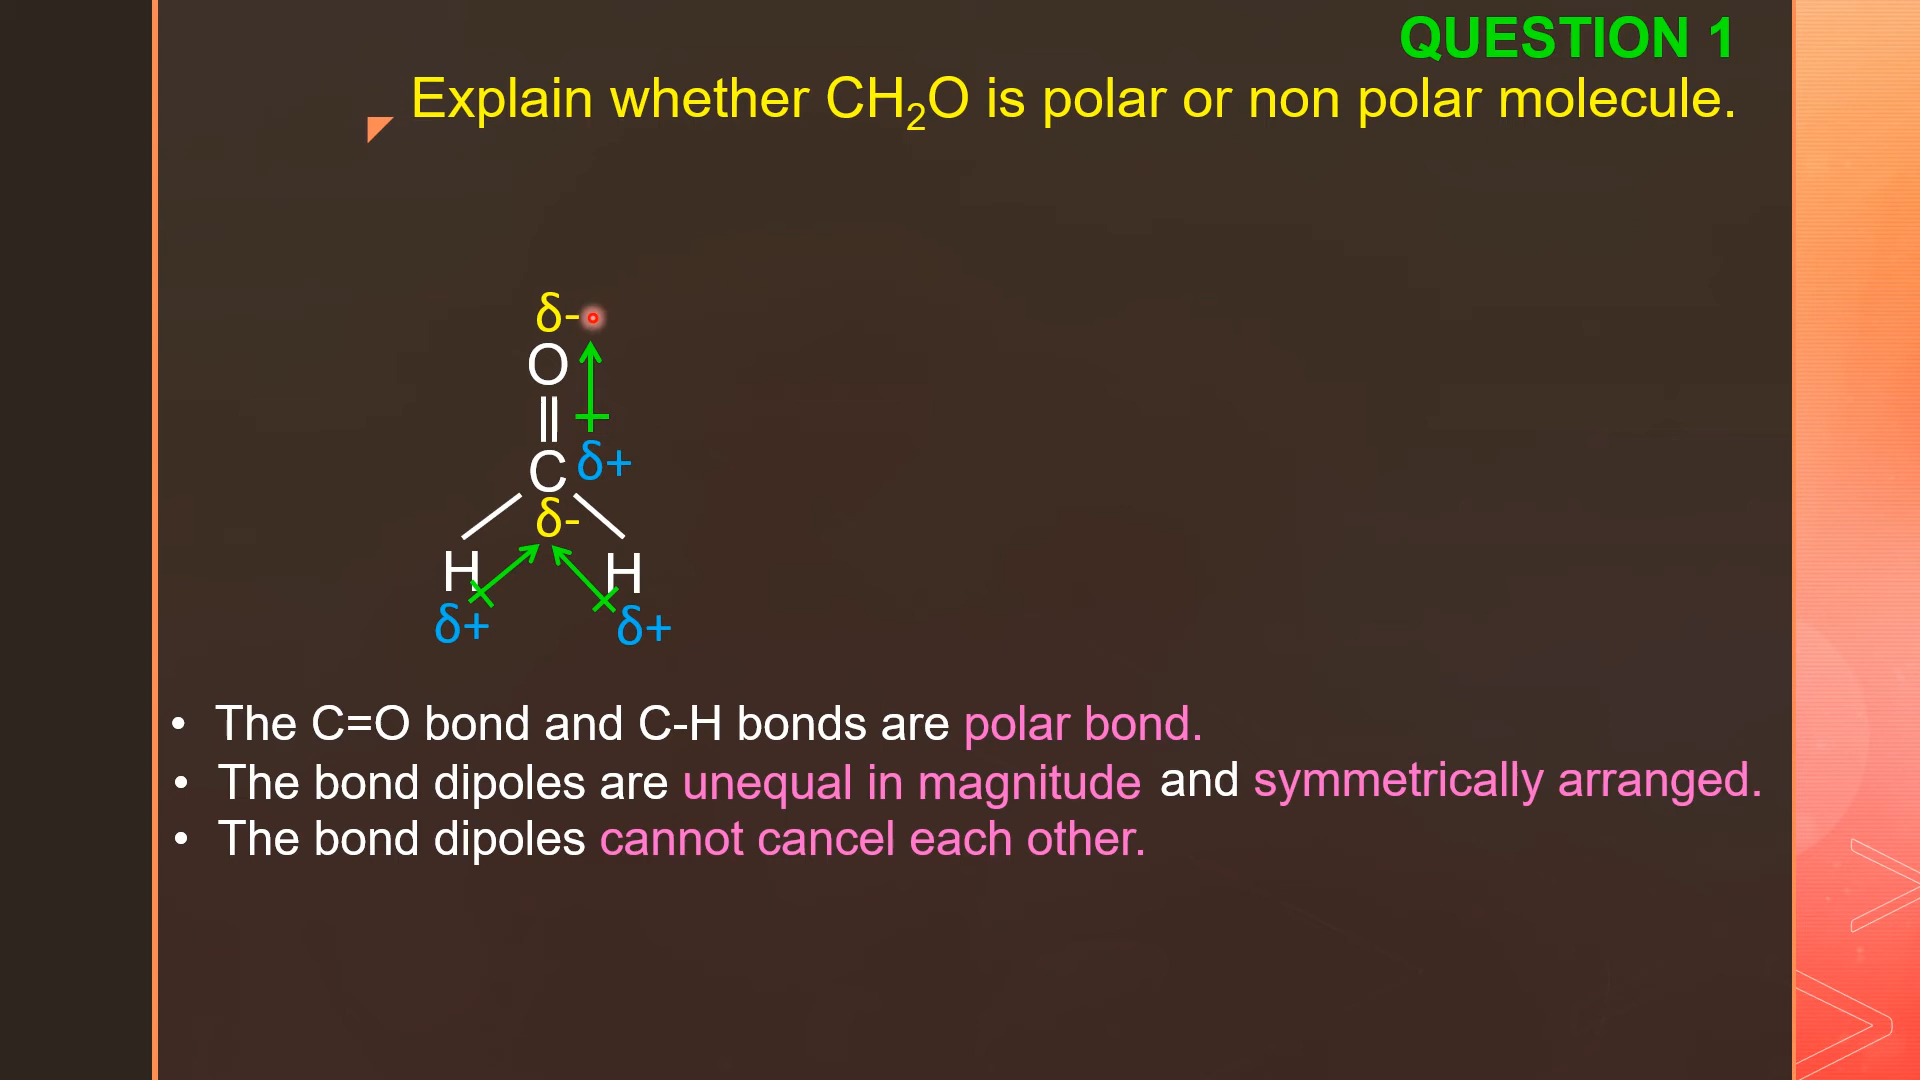 QUESTION 1
Explain whether CH₂O is polar or non polar molecule.
δ-
O
C δ+
δ-
H H
δ+ δ+
• The C=O bond and C-H bonds are polar bond.
• The bond dipoles are unequal in magnitude and symmetrically arranged.
• The bond dipoles cannot cancel each other.